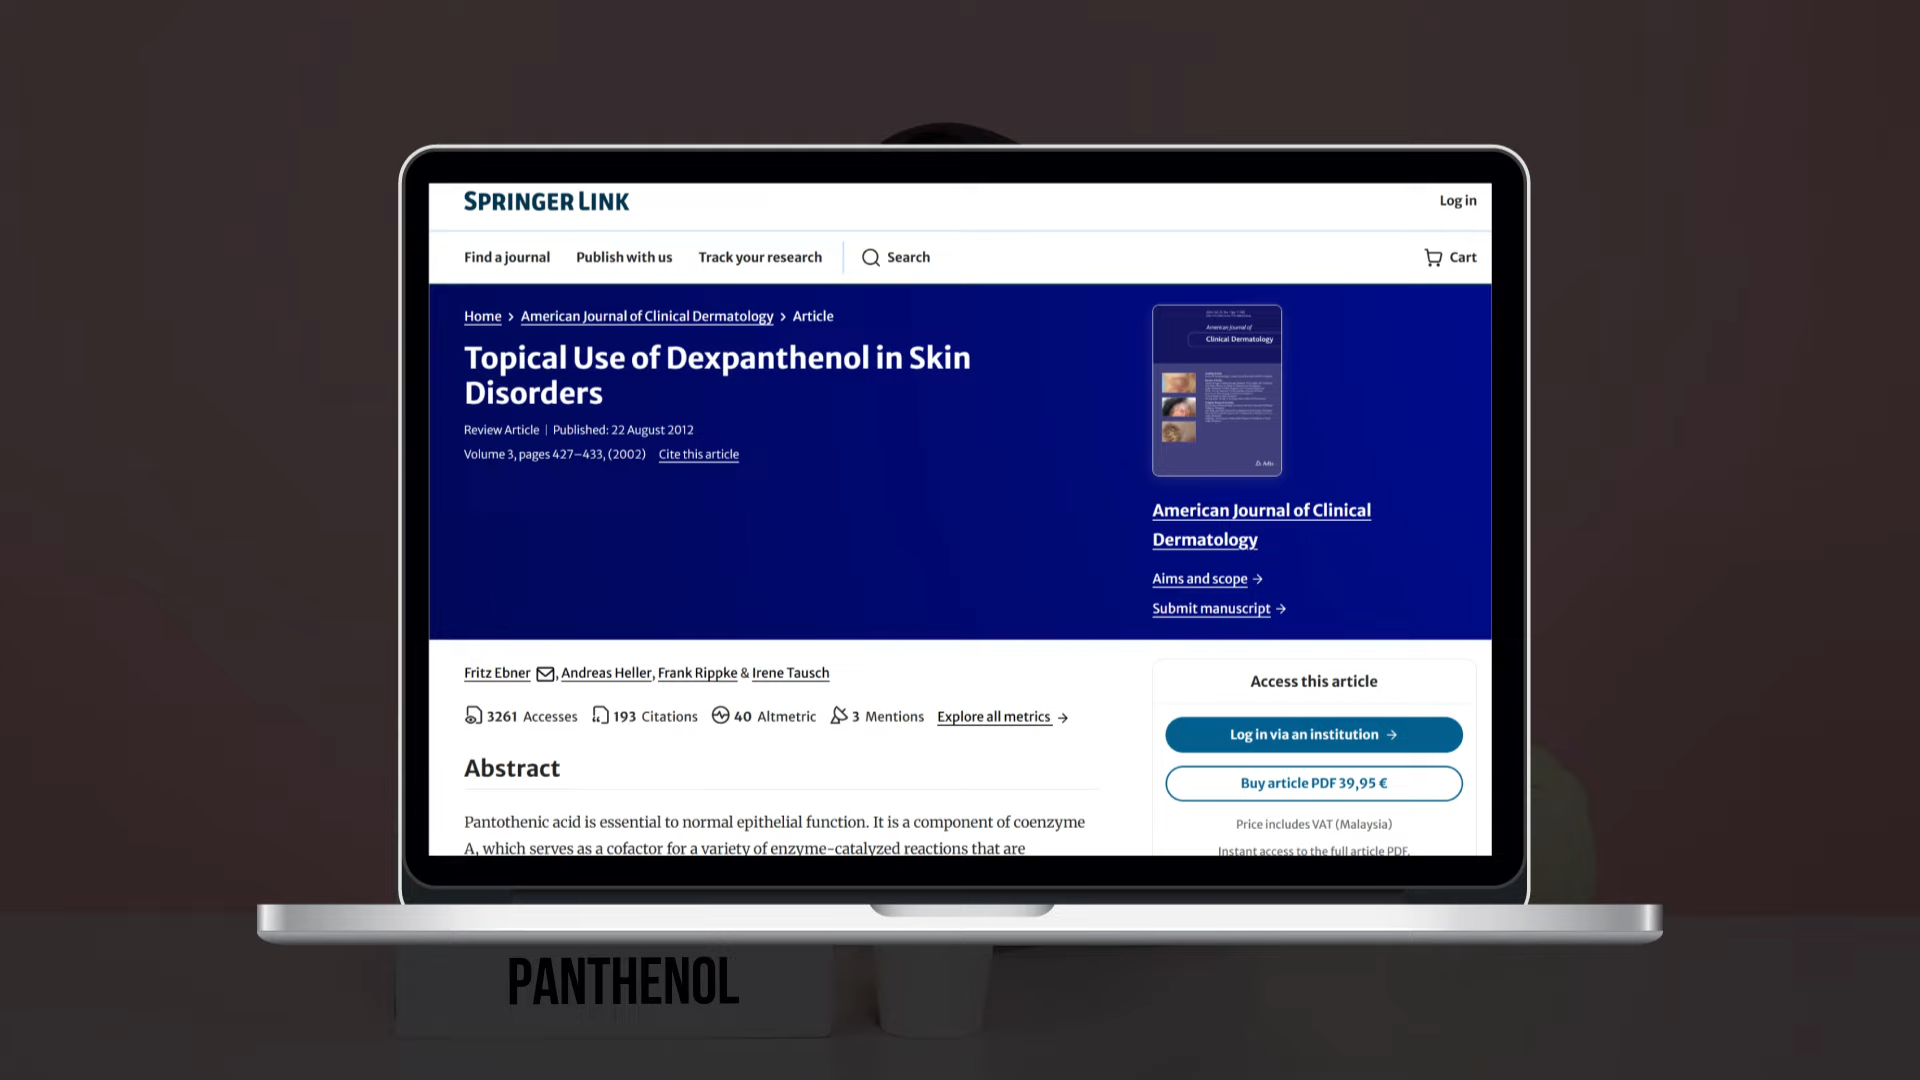 SPRINGER LINK
Log in
Find a journal
Publish with us
Track your research
Search
Cart
Home > American Journal of Clinical Dermatology > Article
Topical Use of Dexpanthenol in Skin
Disorders
Review Article | Published: 22 August 2012
Volume 3, pages 427–433, (2002) Cite this article
American Journal of
Clinical Dermatology
American Journal of Clinical
Dermatology
Aims and scope →
Submit manuscript →
Fritz Ebner, Andreas Heller, Frank Rippke & Irene Tausch
3261 Accesses 193 Citations 40 Altmetric 3 Mentions Explore all metrics →
Abstract
Pantothenic acid is essential to normal epithelial function. It is a component of coenzyme
A, which serves as a cofactor for a variety of enzyme-catalyzed reactions that are
Access this article
Log in via an institution →
Buy article PDF 39,95 €
Price includes VAT (Malaysia)
Instant access to the full article PDF.
PANTHENOL